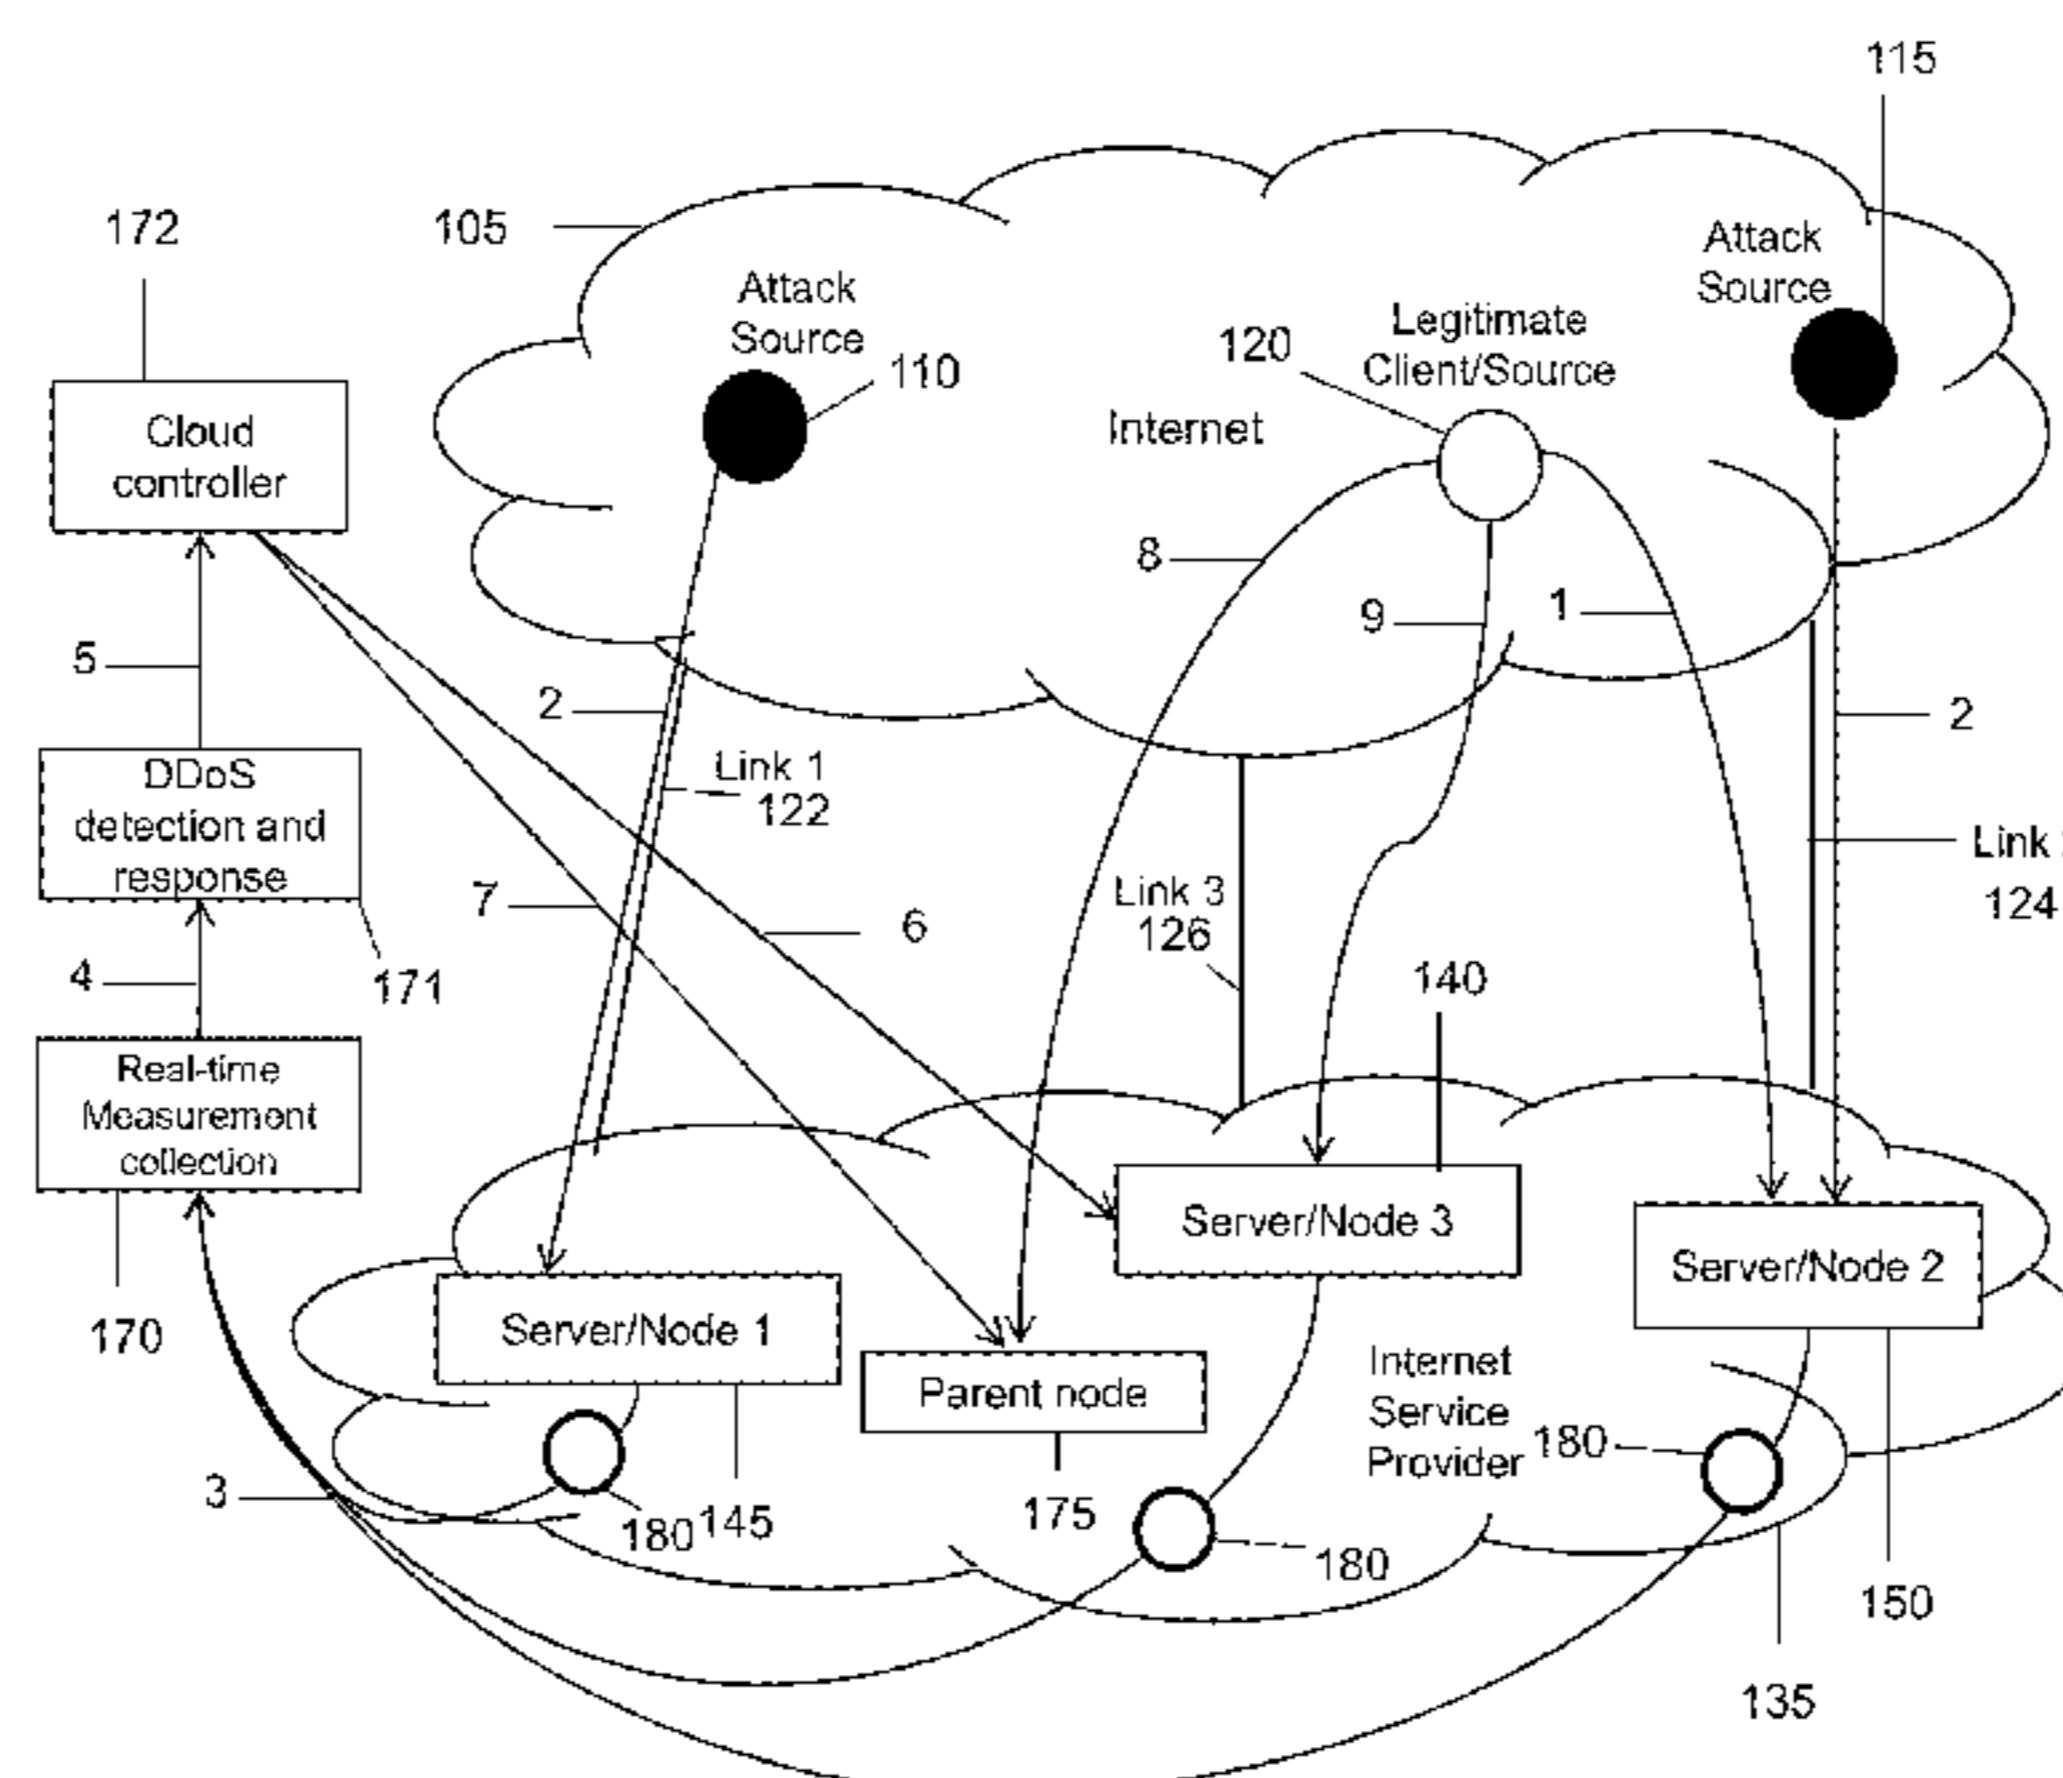 115
172
105
Attack
Source
Attack
Source
110
120
Legitimate
Client/Source
Internet
Cloud
controller
8
9
1
5
2
2
Link 1
122
DDoS
detection and
response
Link
124
7
6
Link 3
126
4
171
140
Real-time
Measurement
collection
Server/Node 3
Server/Node 2
170
Server/Node 1
Parent node
Internet
Service
Provider
180
3
180
145
175
180
150
135